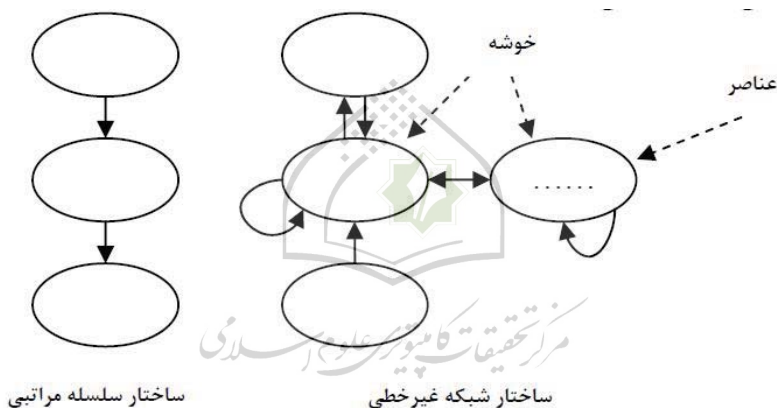 خوشه
عناصر
. . . . . .
مرکز تحقیقات کامپیوتری علوم اسلامی
ساختار شبکه غیرخطی
ساختار سلسله مراتبی